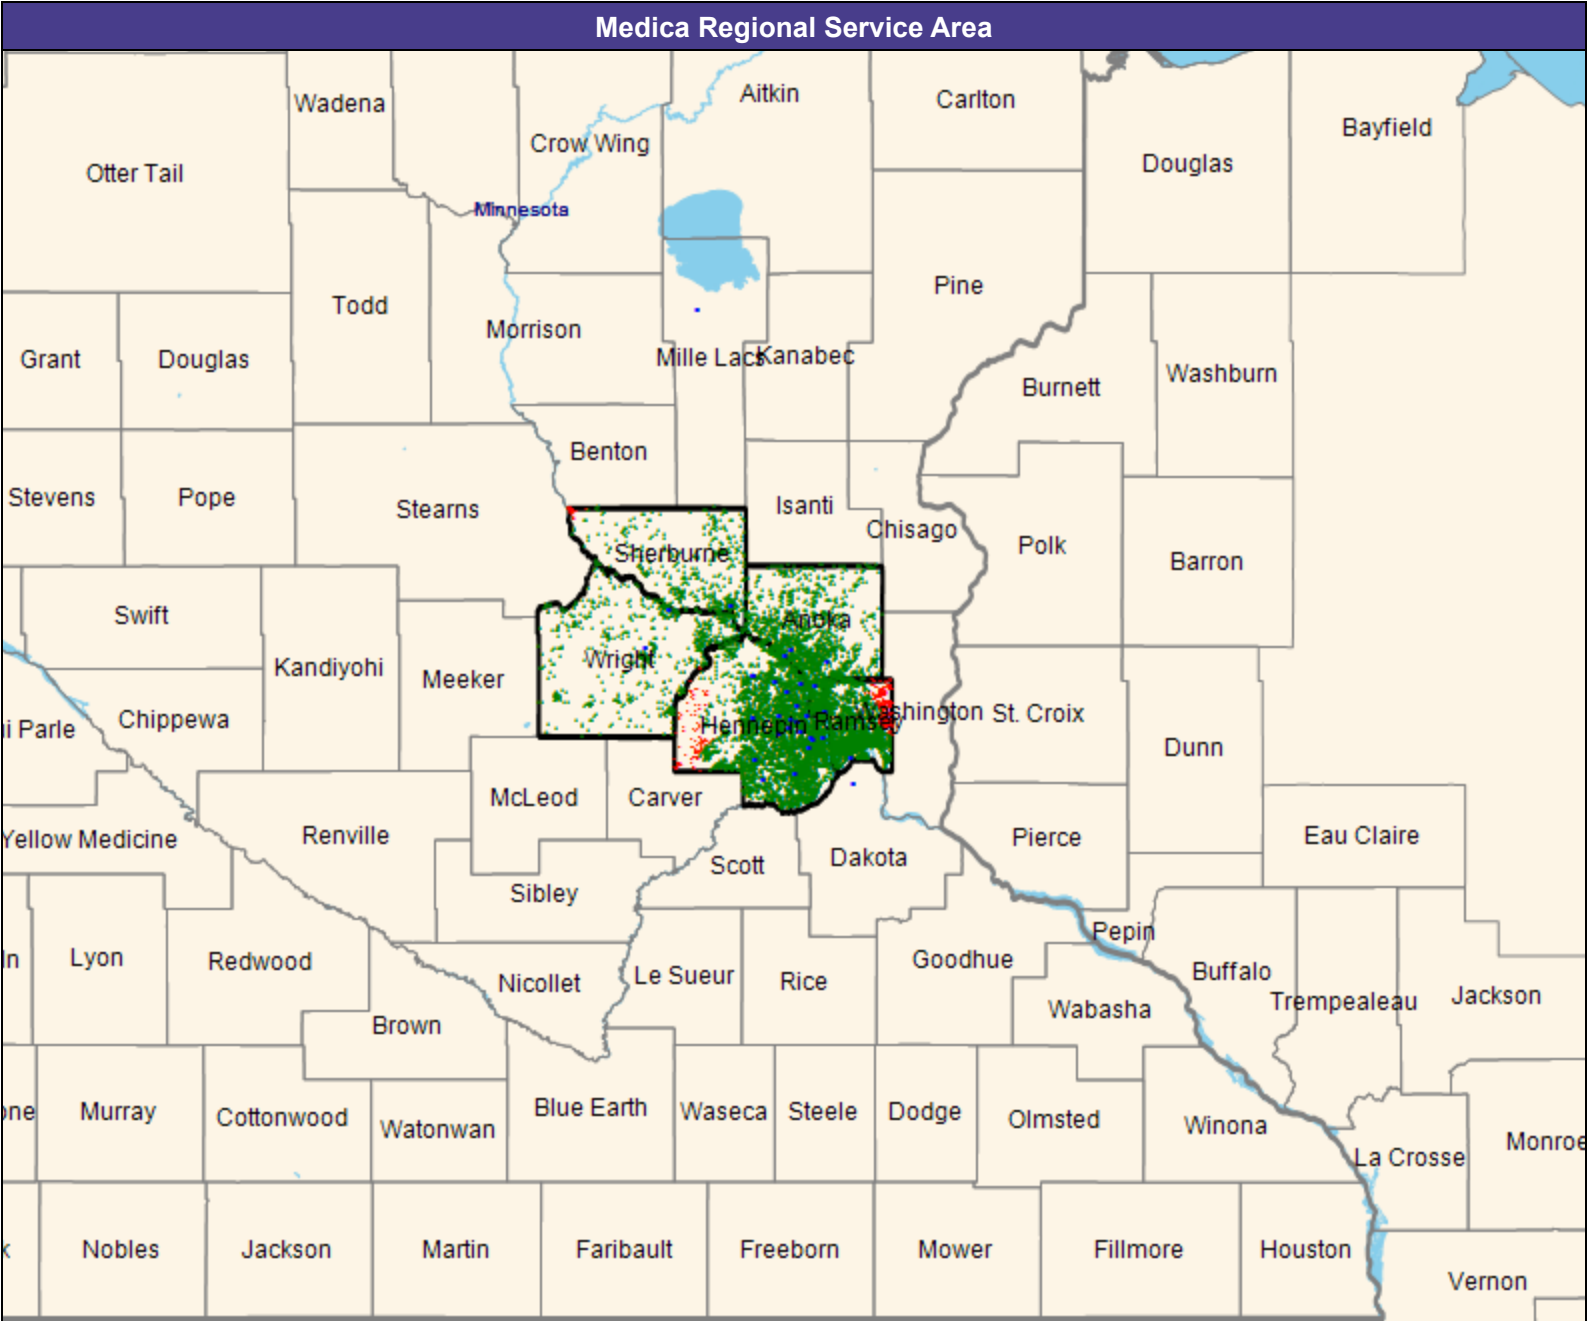 Medica Regional Service Area
Wadena
Aitkin
Carlton
Bayfield
Crow Wing
Douglas
Otter Tail
Minnesota
Pine
Todd
Morrison
Grant
Douglas
Mille Lacs
Kanabec
Washburn
Burnett
Benton
Stevens
Pope
Stearns
Isanti
Chisago
Polk
Barron
Sherburne
Swift
Anoka
Kandiyohi
Wright
Meeker
i Parle
Chippewa
Hennepin
Ramsey
Washington
St. Croix
Dunn
McLeod
Carver
Yellow Medicine
Renville
Scott
Dakota
Pierce
Eau Claire
Sibley
Pepin
ln
Lyon
Redwood
Nicollet
Le Sueur
Rice
Goodhue
Buffalo
Trempealeau
Jackson
Wabasha
Brown
one
Murray
Cottonwood
Watonwan
Blue Earth
Waseca
Steele
Dodge
Olmsted
Winona
La Crosse
Monroe
k
Nobles
Jackson
Martin
Faribault
Freeborn
Mower
Fillmore
Houston
Vernon